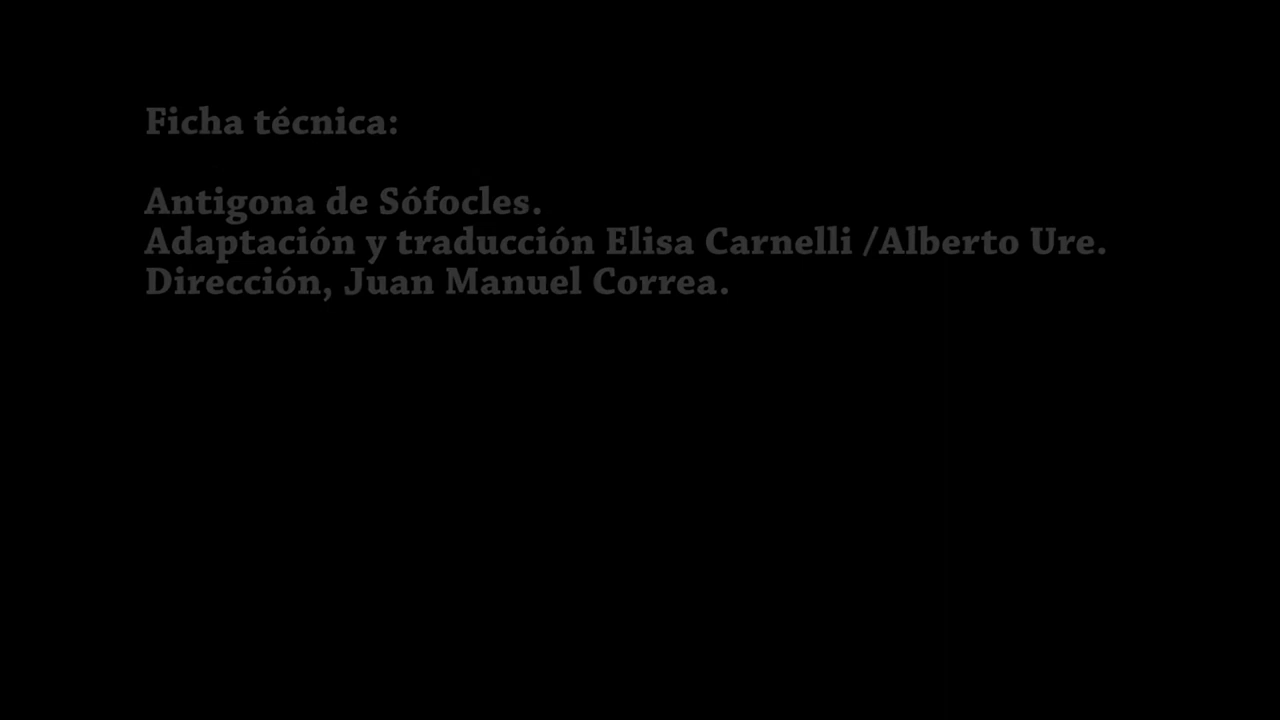 Ficha técnica:
Antigona de Sófocles.
Adaptación y traducción Elisa Carnelli /Alberto Ure.
Dirección, Juan Manuel Correa.